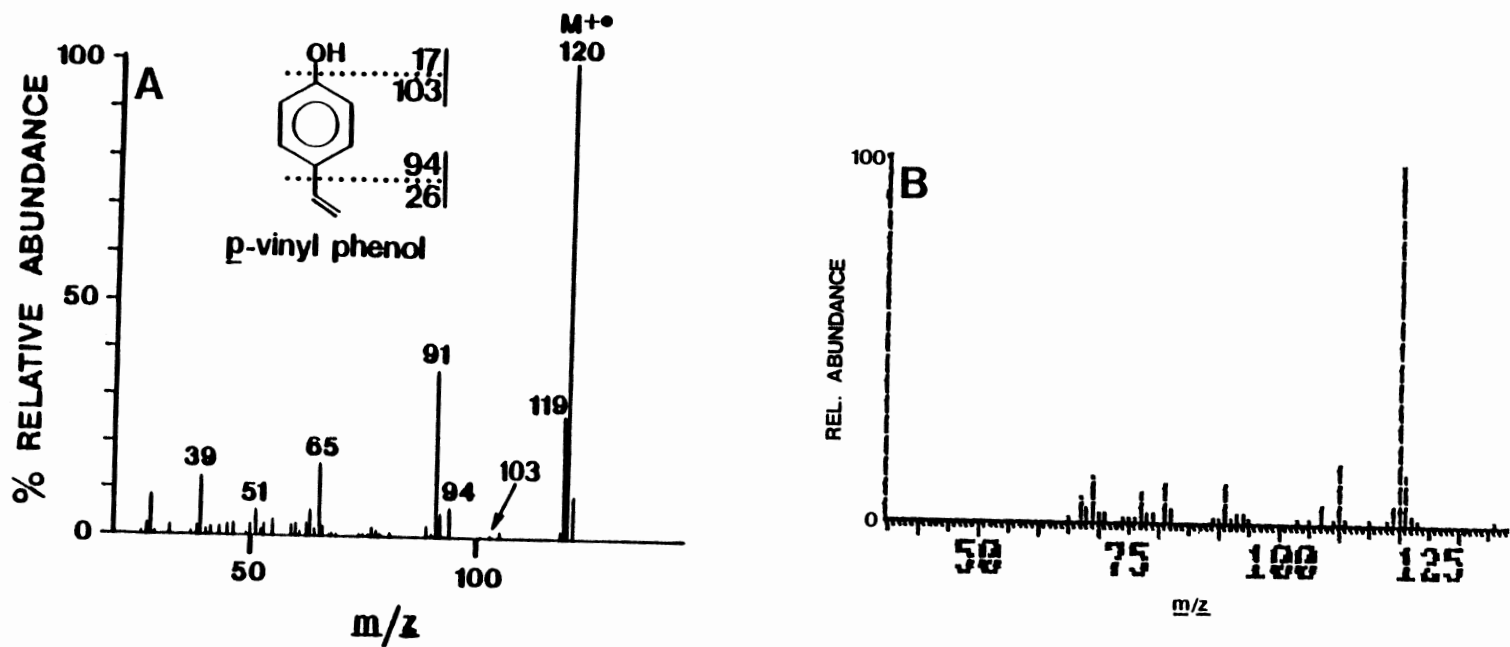 M+•
120
100
A
OH
17
103
94
26
p-vinyl phenol
% RELATIVE ABUNDANCE
50
0
39
51
65
91
94
103
119
50
100
m/z
100
B
REL. ABUNDANCE
0
50
75
100
125
m/z